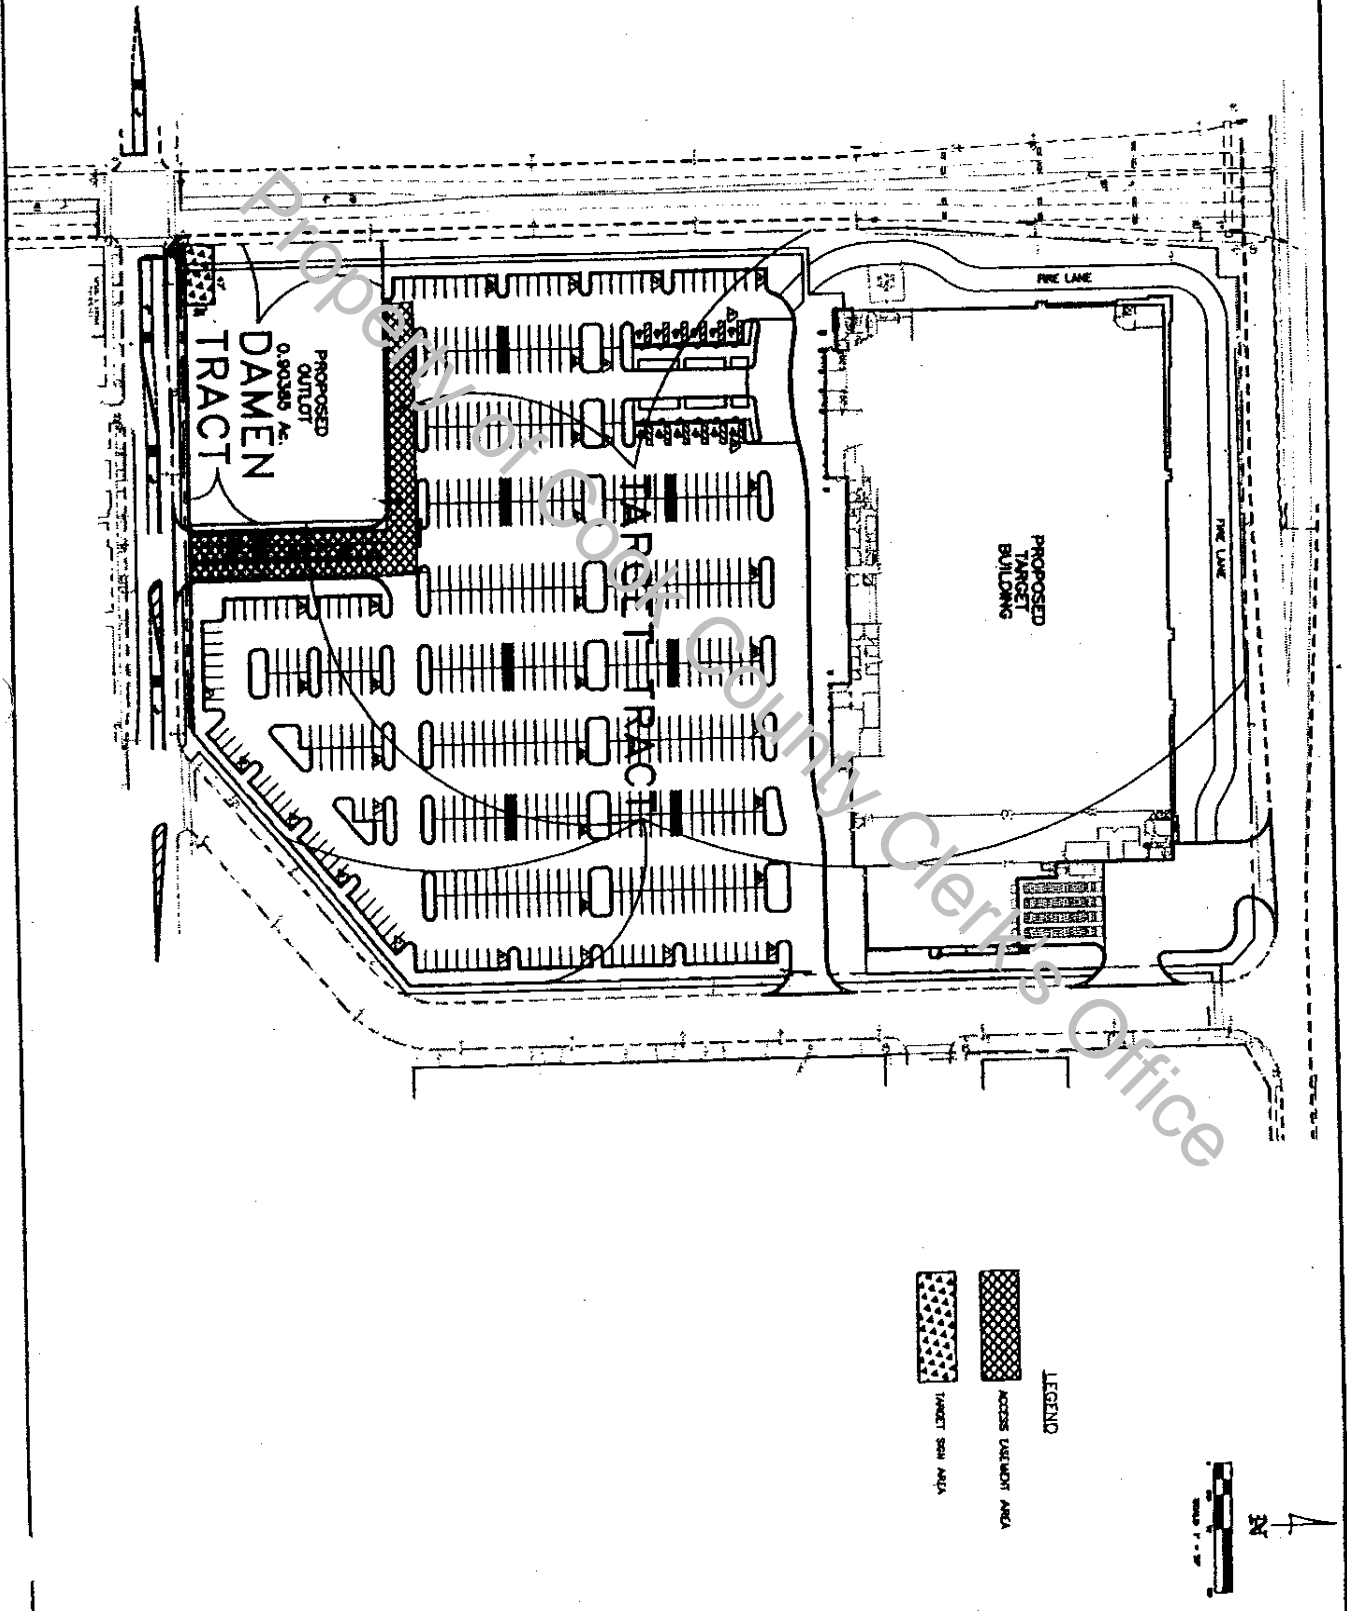 FIRE LANE
FIRE LANE
PROPOSED
TARGET
BUILDING
PROPOSED
OUTLOT
0.90385 Ac.
DAMEN
TRACT
TARGET TRACT
LEGEND
ACCESS EASEMENT AREA
TARGET SIGN AREA
N
Property of Cook County Clerk's Office